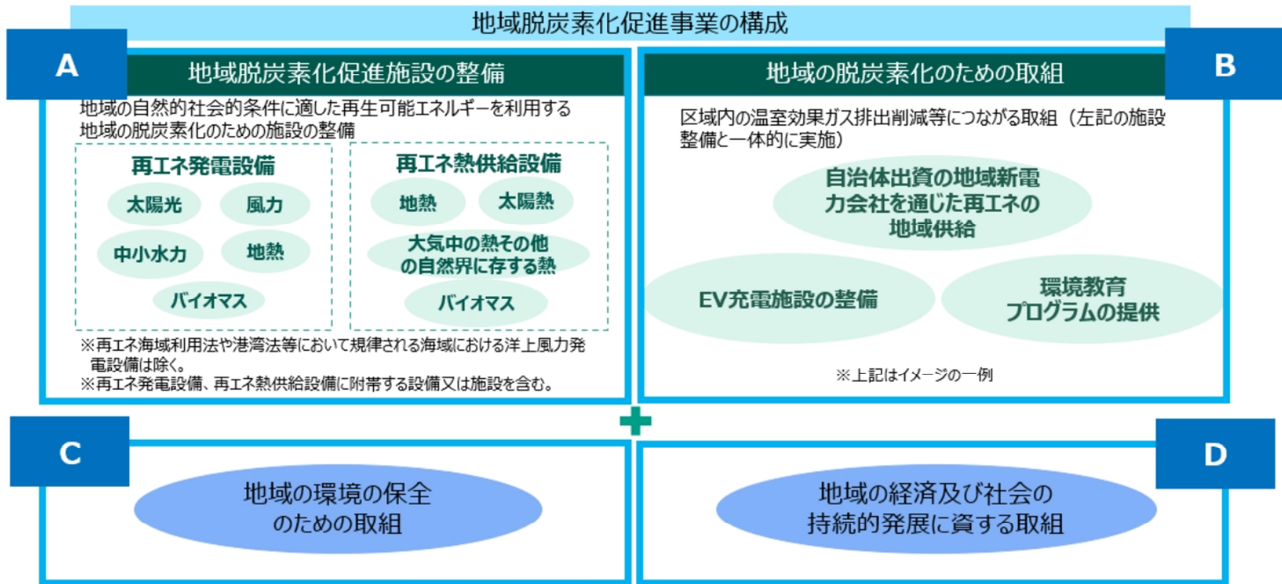 地域脱炭素化促進事業の構成
A
地域脱炭素化促進施設の整備
地域の自然的社会的条件に適した再生可能エネルギーを利用する
地域の脱炭素化のための施設の整備
再エネ発電設備
太陽光
風力
中小水力
地熱
バイオマス
再エネ熱供給設備
地熱
太陽熱
大気中の熱その他
の自然界に存する熱
バイオマス
※再エネ海域利用法や港湾法等において規律される海域における洋上風力発
電設備は除く。
※再エネ発電設備、再エネ熱供給設備に附帯する設備又は施設を含む。
B
地域の脱炭素化のための取組
区域内の温室効果ガス排出削減等につながる取組（左記の施設
整備と一体的に実施）
自治体出資の地域新電
力会社を通じた再エネの
地域供給
EV充電施設の整備
環境教育
プログラムの提供
※上記はイメージの一例
C
地域の環境の保全
のための取組
D
地域の経済及び社会の
持続的発展に資する取組